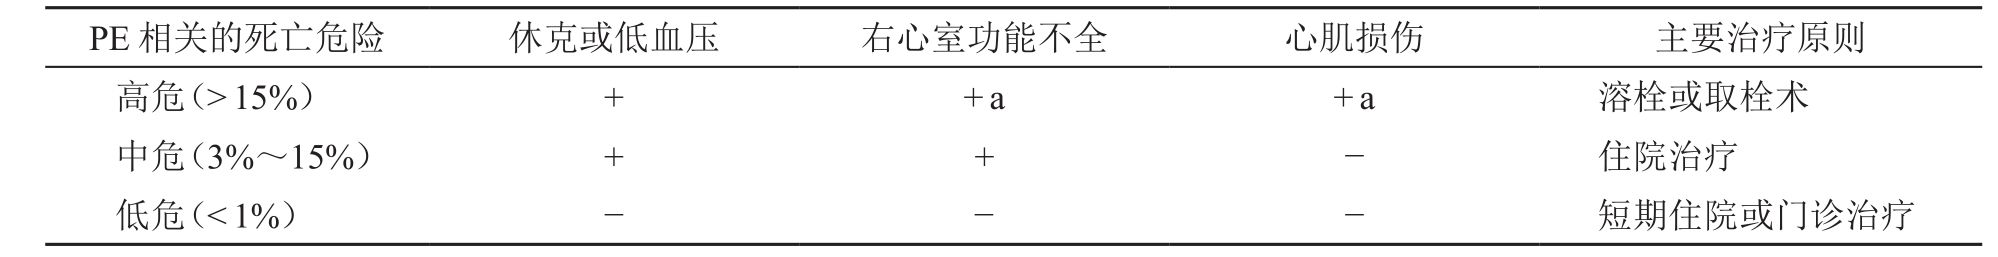 PE 相关的死亡危险 休克或低血压 右心室功能不全 心肌损伤 主要治疗原则
高危(>15%) + +a +a 溶栓或取栓术
中危(3%～15%) + + − 住院治疗
低危(<1%) − − − 短期住院或门诊治疗